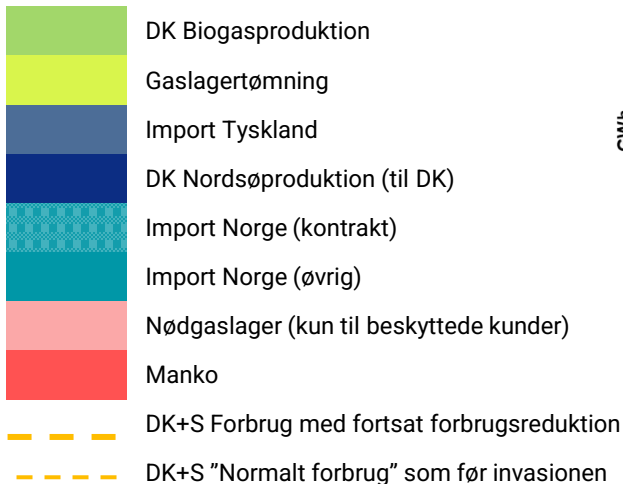 DK Biogasproduktion
Gaslagertømning
Import Tyskland
DK Nordsøproduktion (til DK)
Import Norge (kontrakt)
Import Norge (øvrig)
Nødgaslager (kun til beskyttede kunder)
Manko
DK+S Forbrug med fortsat forbrugsreduktion
DK+S ”Normalt forbrug” som før invasionen
GWh